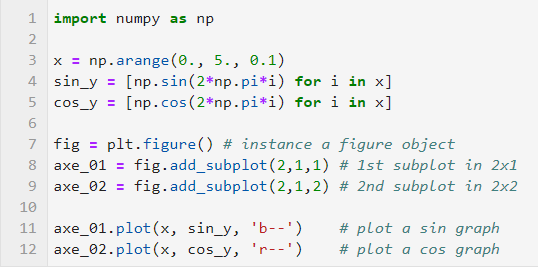 1 import numpy as np
2
3 x = np.arange(0., 5., 0.1)
4 sin_y = [np.sin(2*np.pi*i) for i in x]
5 cos_y = [np.cos(2*np.pi*i) for i in x]
6
7 fig = plt.figure() # instance a figure object
8 axe_01 = fig.add_subplot(2,1,1) # 1st subplot in 2x1
9 axe_02 = fig.add_subplot(2,1,2) # 2nd subplot in 2x2
10
11 axe_01.plot(x, sin_y, 'b--')    # plot a sin graph
12 axe_02.plot(x, cos_y, 'r--')    # plot a cos graph